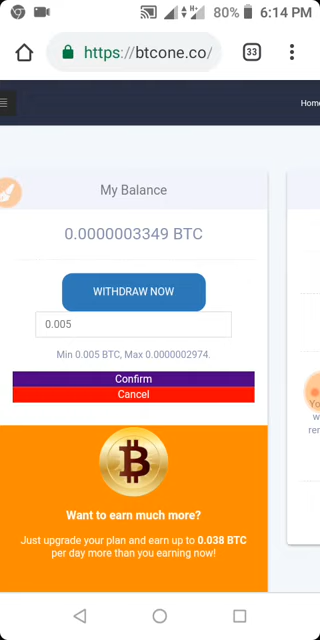 80% 6:14 PM
https://btcone.co/
33
Home
My Balance
0.0000003349 BTC
WITHDRAW NOW
0.005
Min 0.005 BTC, Max 0.0000002974.
Confirm
Cancel
Want to earn much more?
Just upgrade your plan and earn up to 0.038 BTC
per day more than you earning now!